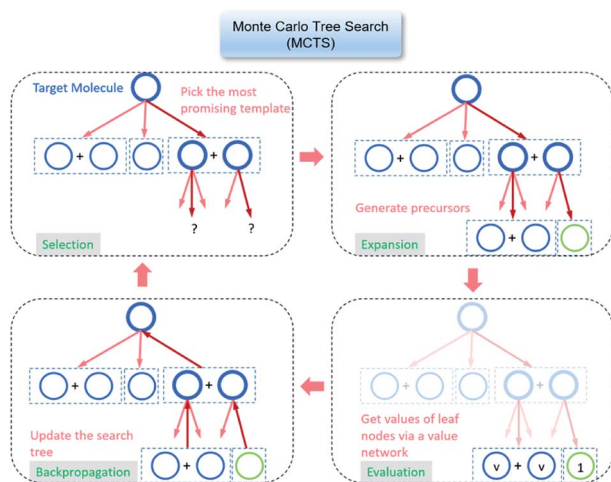 Monte Carlo Tree Search
(MCTS)
Target Molecule
Pick the most
promising template
+
+
?
?
Selection
+
+
Generate precursors
+
Expansion
+
+
Update the search
tree
+
Backpropagation
+
+
Get values of leaf
nodes via a value
network
v + v 1
Evaluation